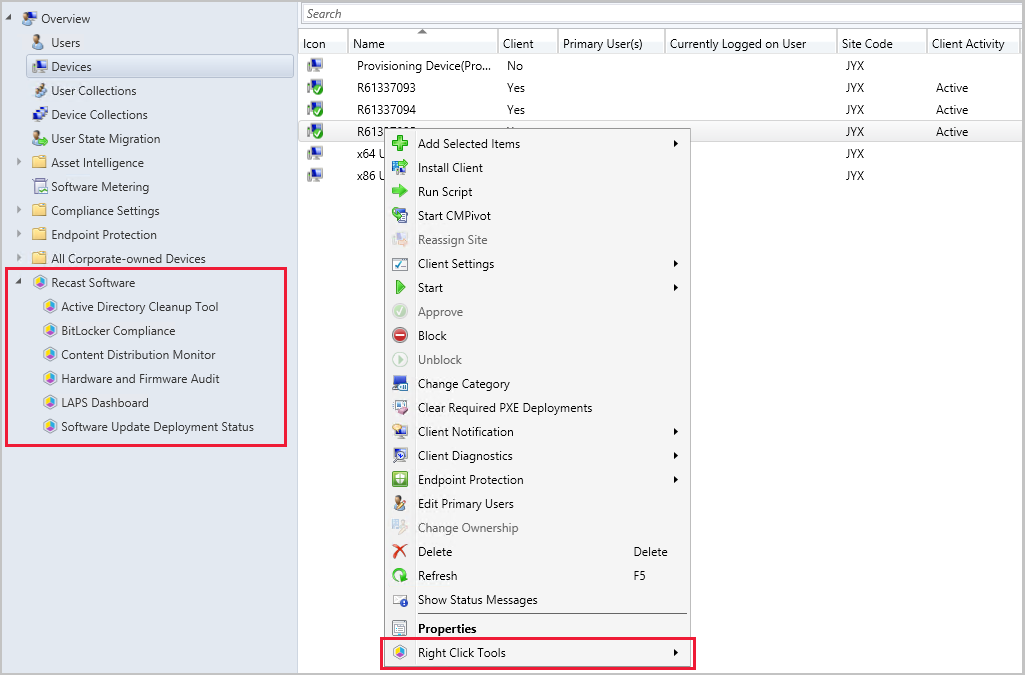 Overview
Users
Devices
User Collections
Device Collections
User State Migration
Asset Intelligence
Software Metering
Compliance Settings
Endpoint Protection
All Corporate-owned Devices
Recast Software
Active Directory Cleanup Tool
BitLocker Compliance
Content Distribution Monitor
Hardware and Firmware Audit
LAPS Dashboard
Software Update Deployment Status
Search
Icon Name Client Primary User(s) Currently Logged on User Site Code Client Activity
Provisioning Device(Pro... No JYX
R61337093 Yes JYX Active
R61337094 Yes JYX Active
JYX Active
x64 U JYX
x86 U JYX
Add Selected Items
Install Client
Run Script
Start CMPivot
Reassign Site
Client Settings
Start
Approve
Block
Unblock
Change Category
Clear Required PXE Deployments
Client Notification
Client Diagnostics
Endpoint Protection
Edit Primary Users
Change Ownership
Delete Delete
Refresh F5
Show Status Messages
Properties
Right Click Tools